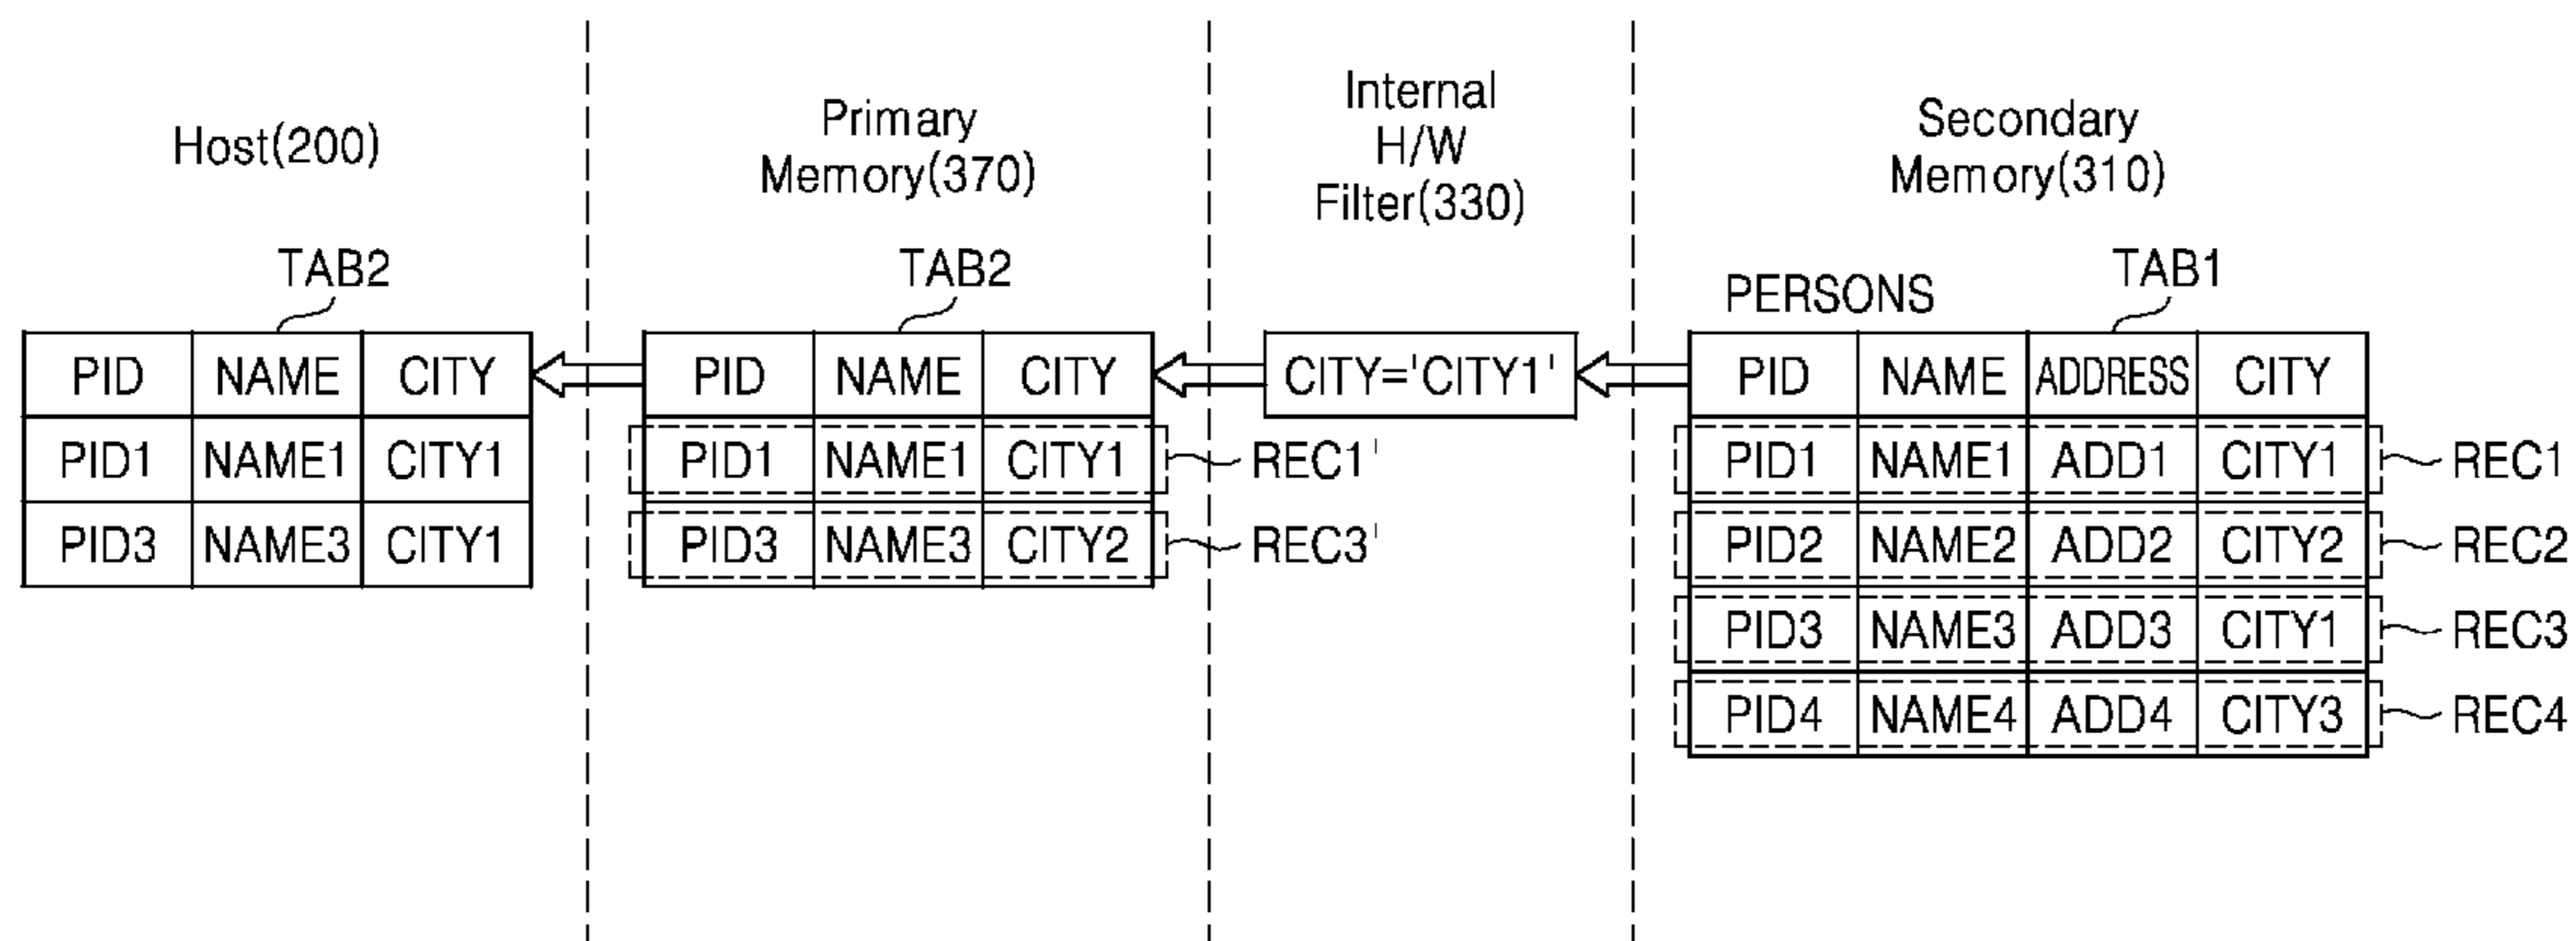 Host(200)
Primary
Memory(370)
Internal
H/W
Filter(330)
Secondary
Memory(310)
TAB2
TAB2
PERSONS
TAB1
PID NAME CITY
PID1 NAME1 CITY1
PID3 NAME3 CITY1
PID NAME CITY
PID1 NAME1 CITY1 REC1'
PID3 NAME3 CITY2 REC3'
CITY='CITY1'
PID NAME ADDRESS CITY
PID1 NAME1 ADD1 CITY1 REC1
PID2 NAME2 ADD2 CITY2 REC2
PID3 NAME3 ADD3 CITY1 REC3
PID4 NAME4 ADD4 CITY3 REC4